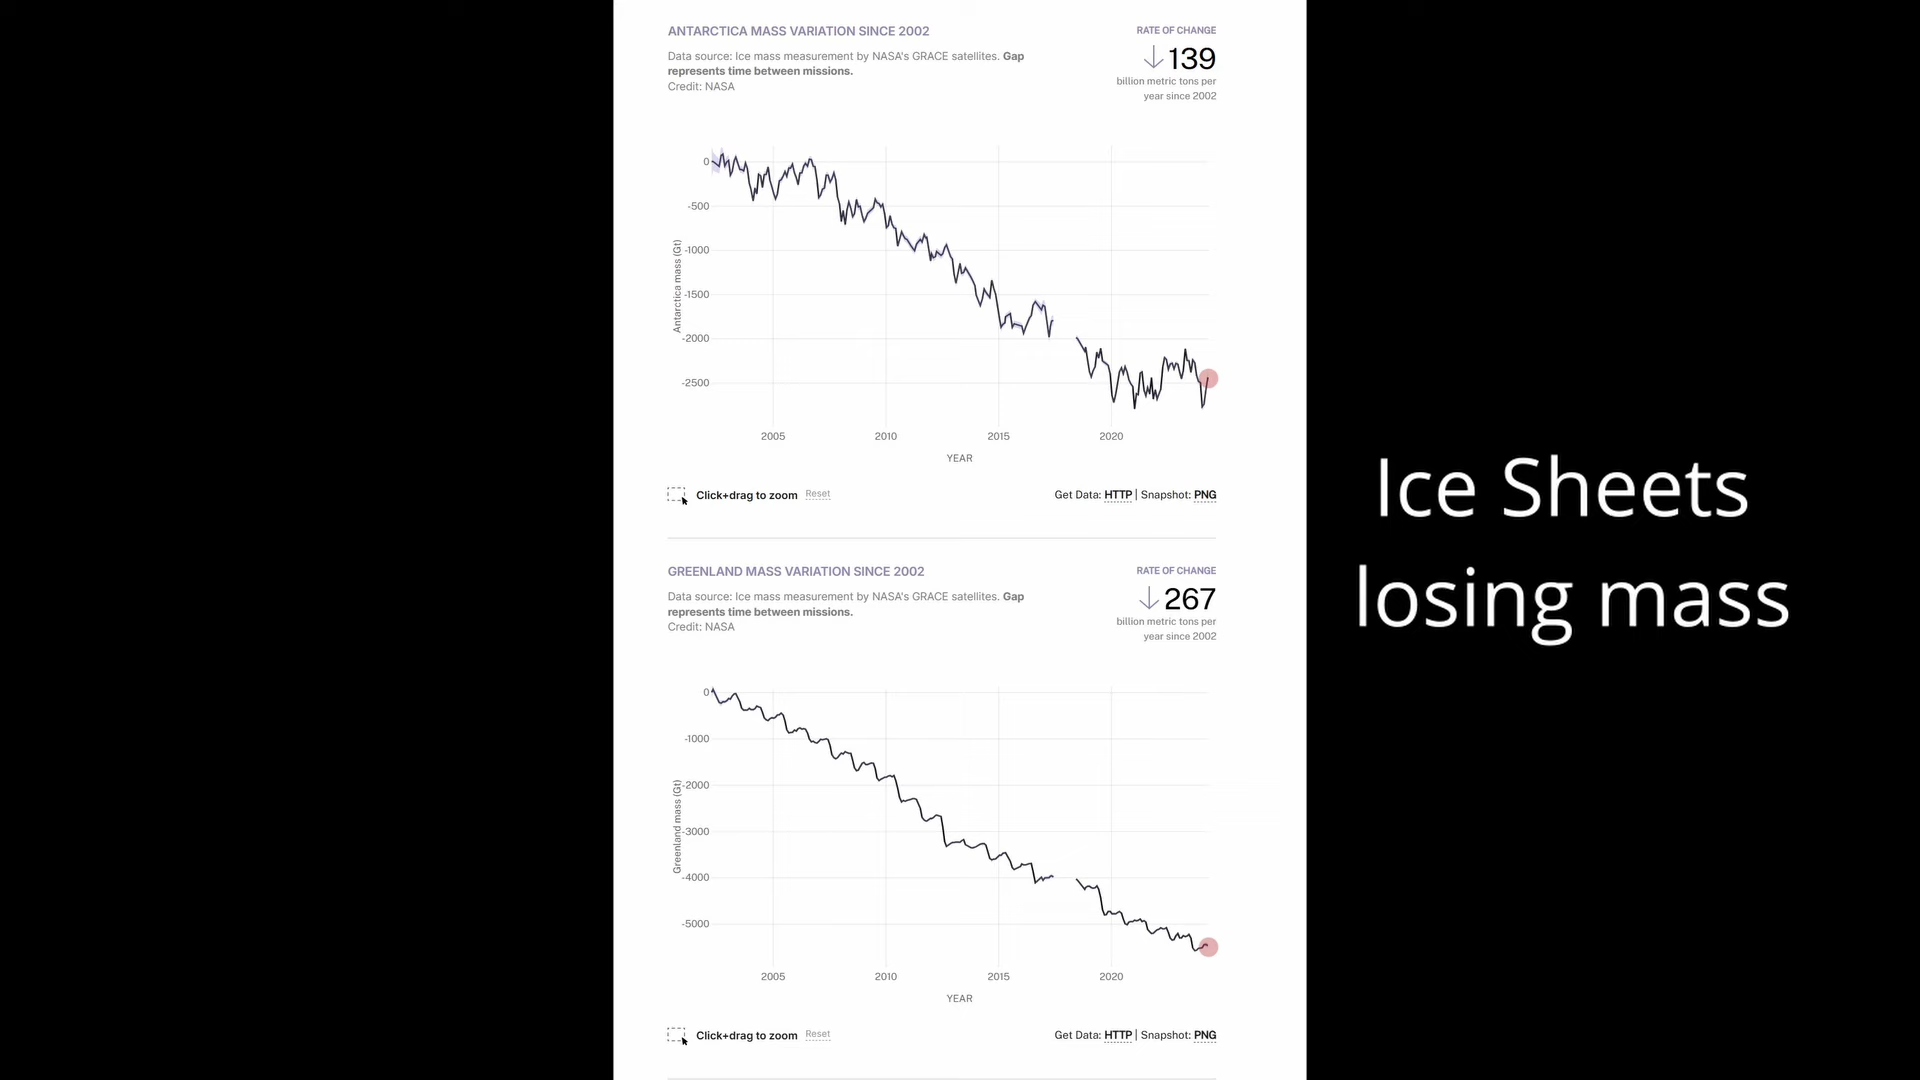 ANTARCTICA MASS VARIATION SINCE 2002
Data source: Ice mass measurement by NASA's GRACE satellites. Gap
represents time between missions.
Credit: NASA
RATE OF CHANGE
↓139
billion metric tons per
year since 2002
0
-500
-1000
-1500
-2000
-2500
Antarctica mass (Gt)
2005
2010
2015
2020
YEAR
Click+drag to zoom Reset
Get Data: HTTP | Snapshot: PNG
GREENLAND MASS VARIATION SINCE 2002
Data source: Ice mass measurement by NASA's GRACE satellites. Gap
represents time between missions.
Credit: NASA
RATE OF CHANGE
↓267
billion metric tons per
year since 2002
0
-1000
-2000
-3000
-4000
-5000
Greenland mass (Gt)
2005
2010
2015
2020
YEAR
Click+drag to zoom Reset
Get Data: HTTP | Snapshot: PNG
Ice Sheets
losing mass